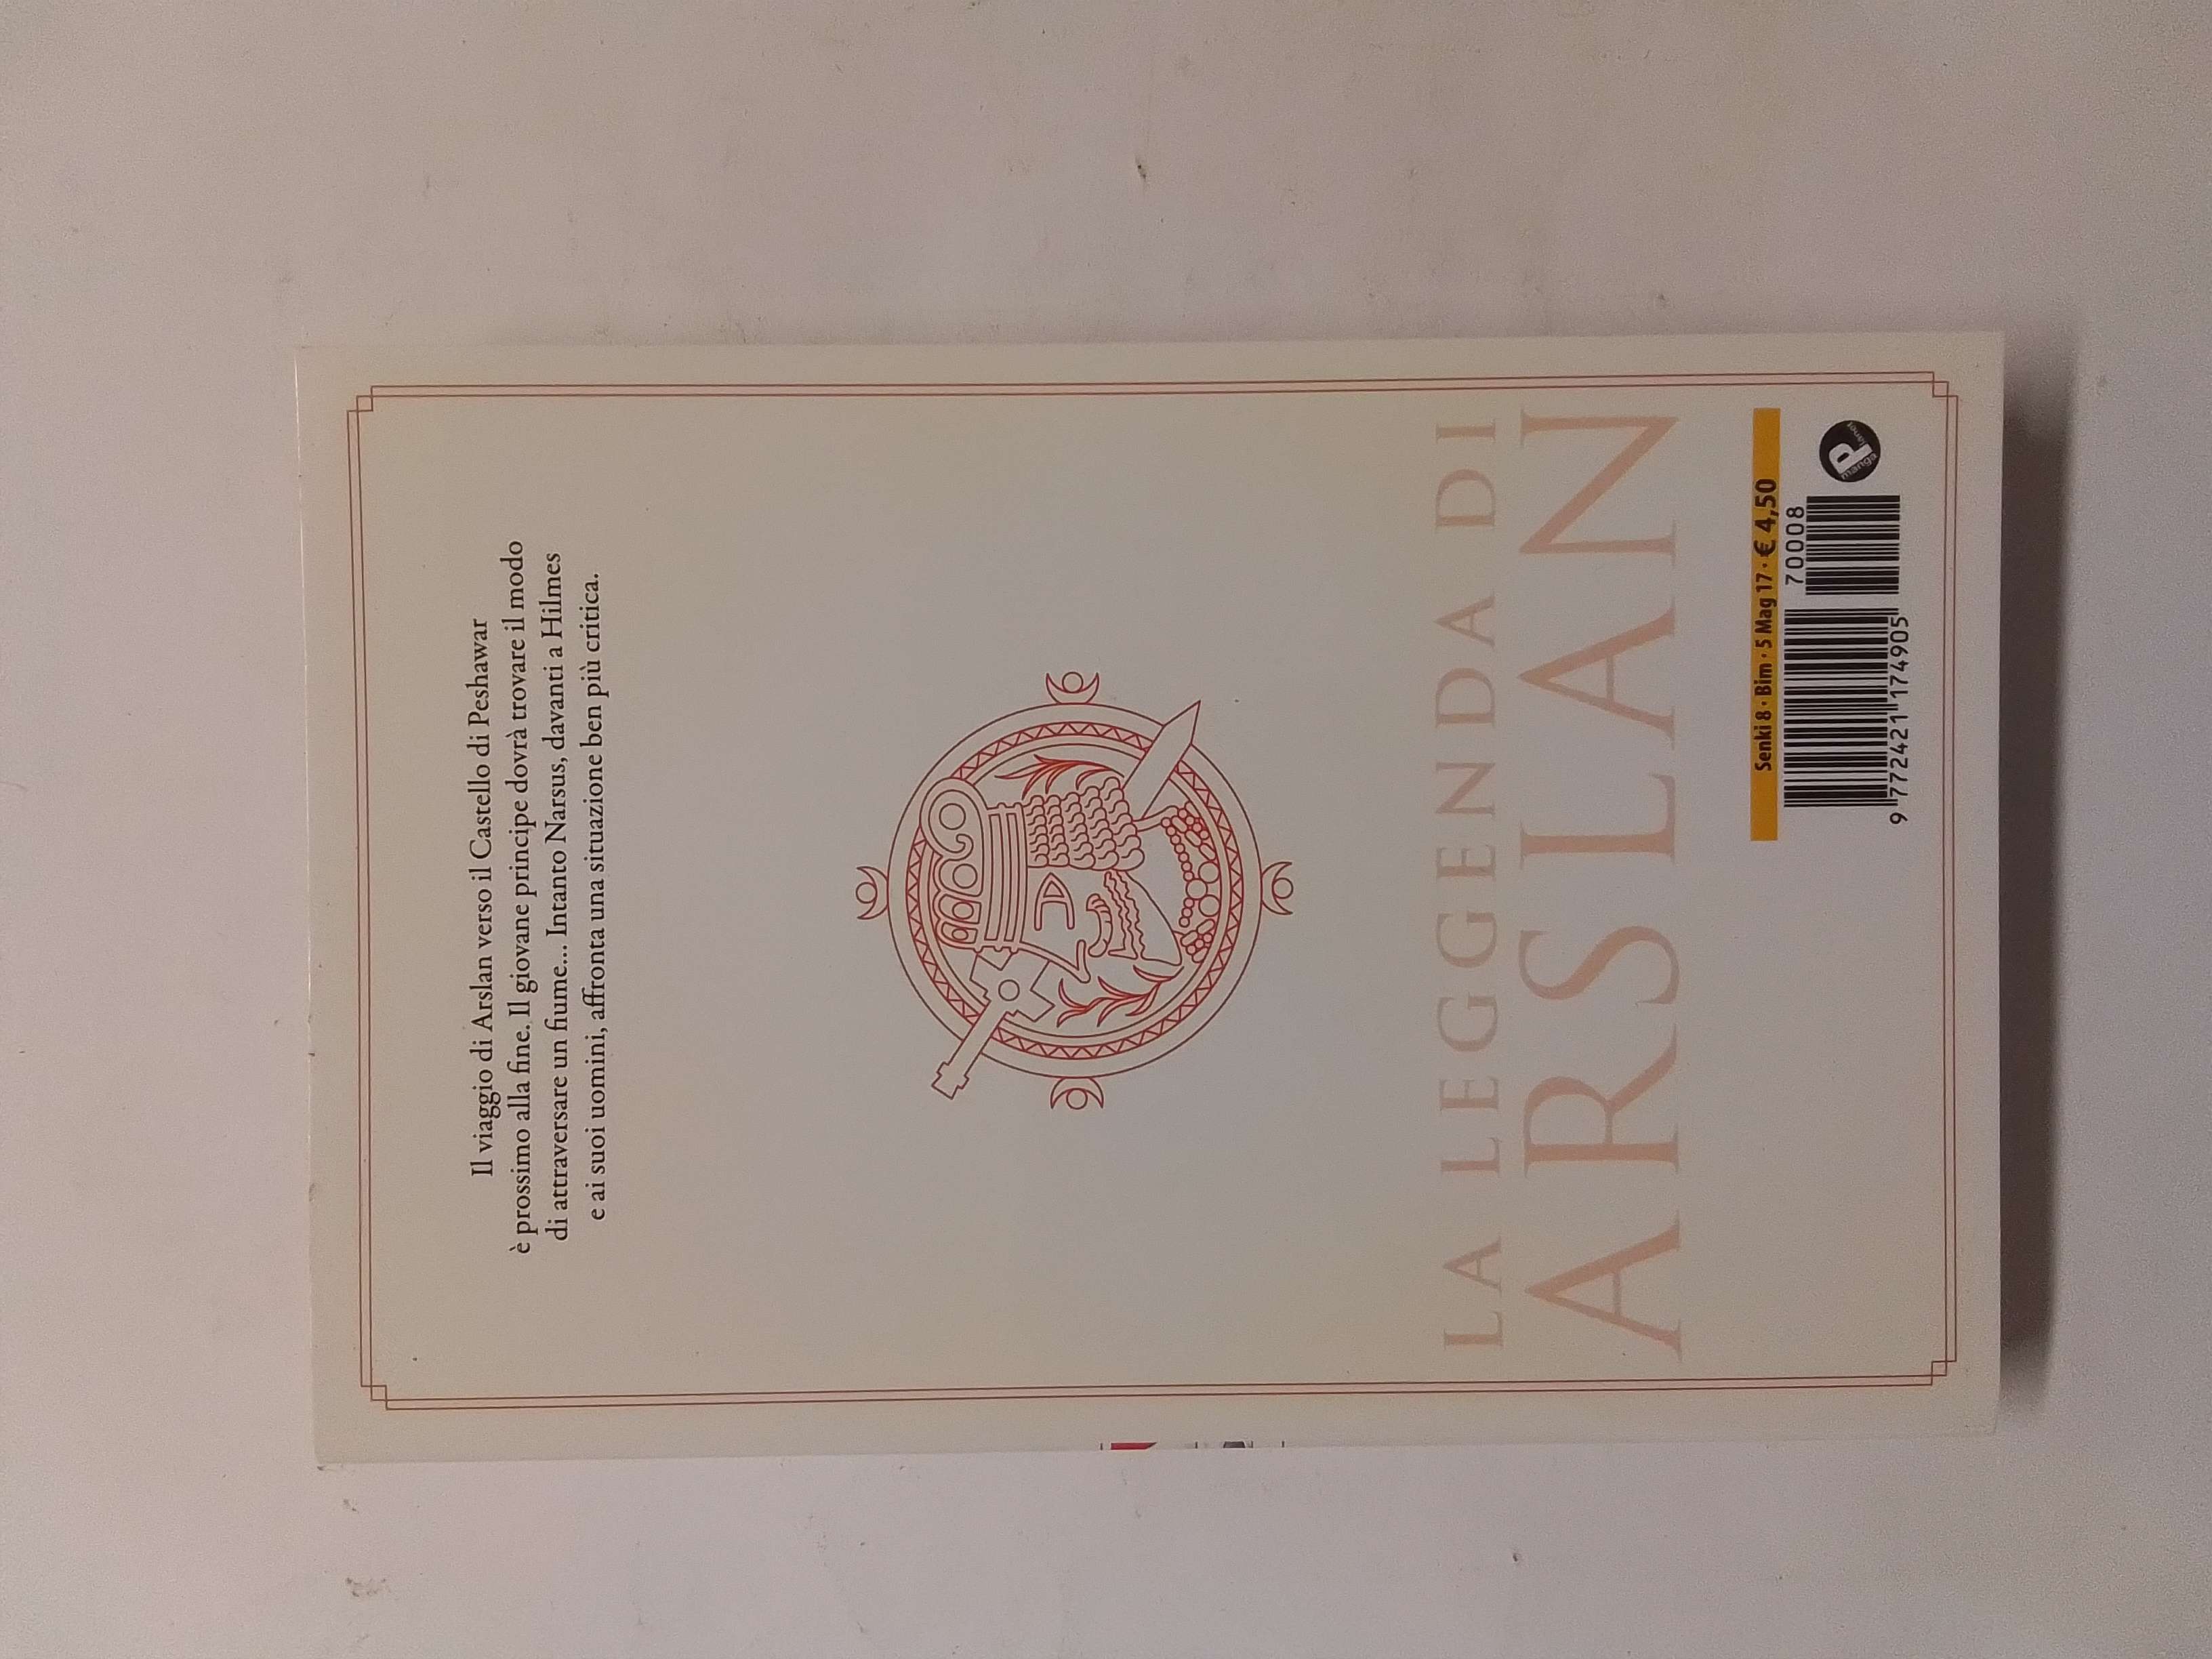 Il viaggio di Arslan verso il Castello di Peshawar
è prossimo alla fine. Il giovane principe dovrà trovare il modo
di attraversare un fiume... Intanto Narsus, davanti a Hilmes
e ai suoi uomini, affronta una situazione ben più critica.
LA LEGGENDA DI
ARSLAN
Senki 8 · Bim · 5 Mag 17 · € 4,50
70008
9 772421 174905
P
lanet
manga